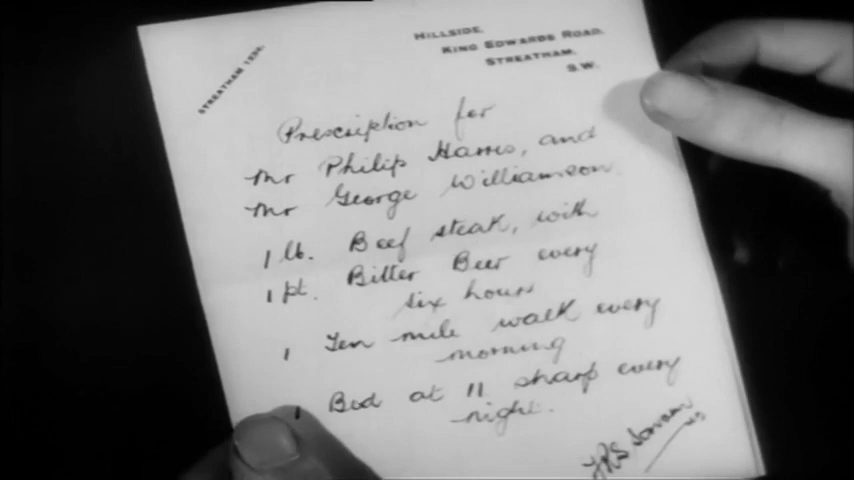 STREATHAM 1234.
HILLSIDE,
KING EDWARDS ROAD,
STREATHAM.
S.W.
Prescription for
Mr Philip Harris, and
Mr George Williamson
1 lb. Beef steak, with
1 pt. Bitter Beer every
six hours
1 Ten mile walk every
morning
1 Bed at 11 sharp every
night.